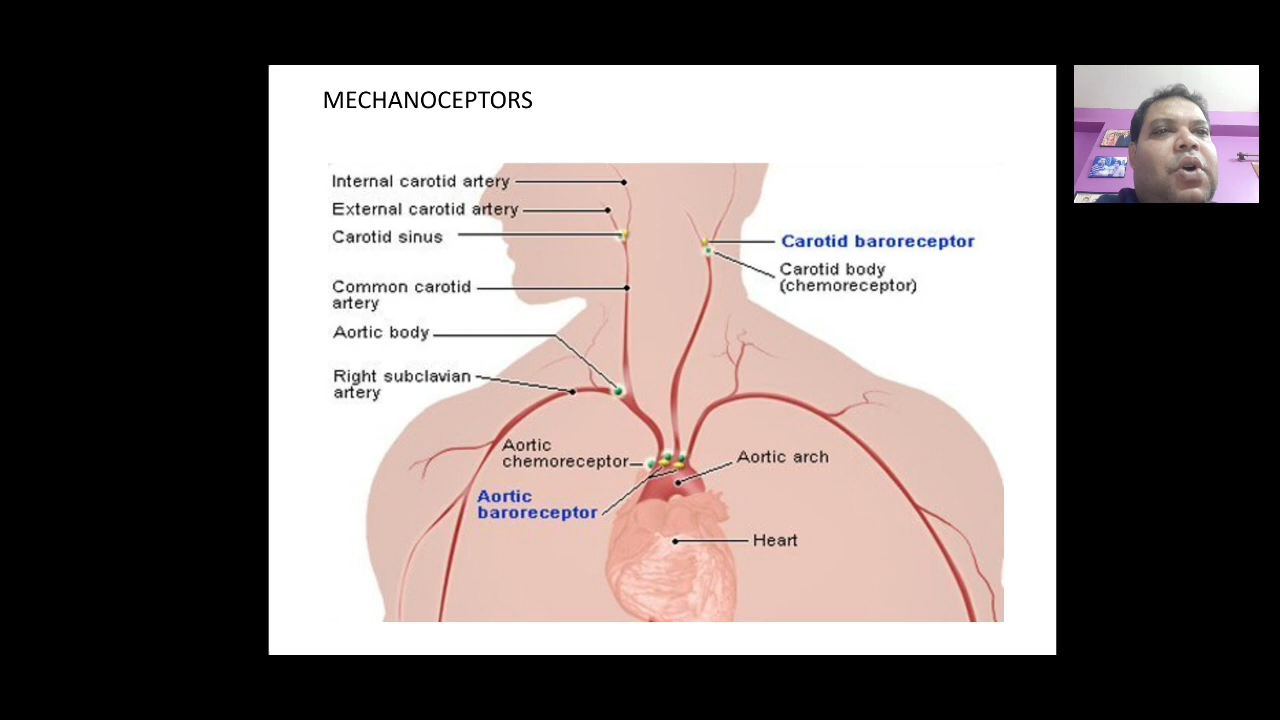 MECHANOCEPTORS
Internal carotid artery
External carotid artery
Carotid sinus
Carotid baroreceptor
Carotid body
(chemoreceptor)
Common carotid
artery
Aortic body
Right subclavian
artery
Aortic
chemoreceptor
Aortic arch
Aortic
baroreceptor
Heart